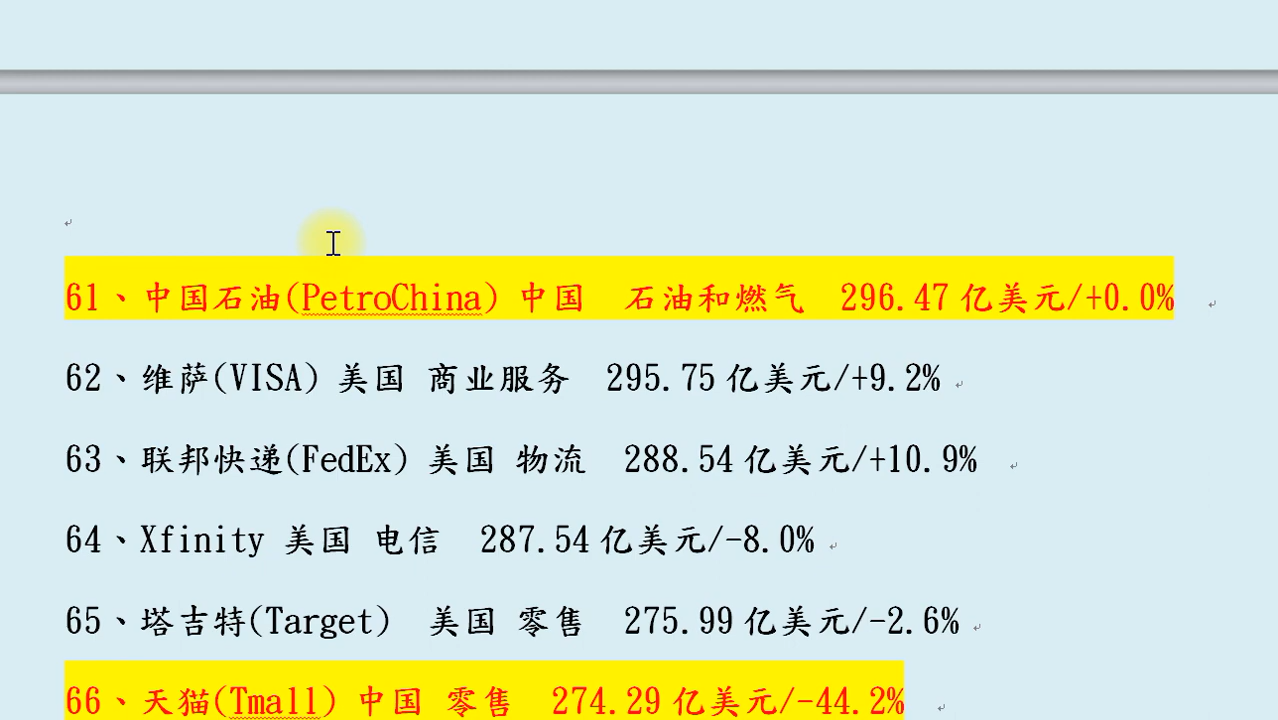 61、中国石油(PetroChina) 中国 石油和燃气 296.47亿美元/+0.0%
62、维萨(VISA) 美国 商业服务 295.75亿美元/+9.2%
63、联邦快递(FedEx) 美国 物流 288.54亿美元/+10.9%
64、Xfinity 美国 电信 287.54亿美元/-8.0%
65、塔吉特(Target) 美国 零售 275.99亿美元/-2.6%
66、天猫(Tmall) 中国 零售 274.29亿美元/-44.2%